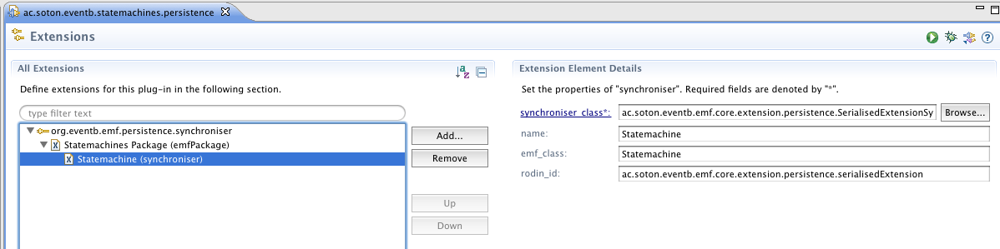 ac.soton.eventb.statemachines.persistence
Extensions
All Extensions
Define extensions for this plug-in in the following section.
type filter text
org.eventb.emf.persistence.synchroniser
Statemachines Package (emfPackage)
Statemachine (synchroniser)
Add...
Remove
Up
Down
Extension Element Details
Set the properties of "synchroniser". Required fields are denoted by "*".
synchroniser_class*: ac.soton.eventb.emf.core.extension.persistence.SerialisedExtensionSy Browse...
name: Statemachine
emf_class: Statemachine
rodin_id: ac.soton.eventb.emf.core.extension.persistence.serialisedExtension